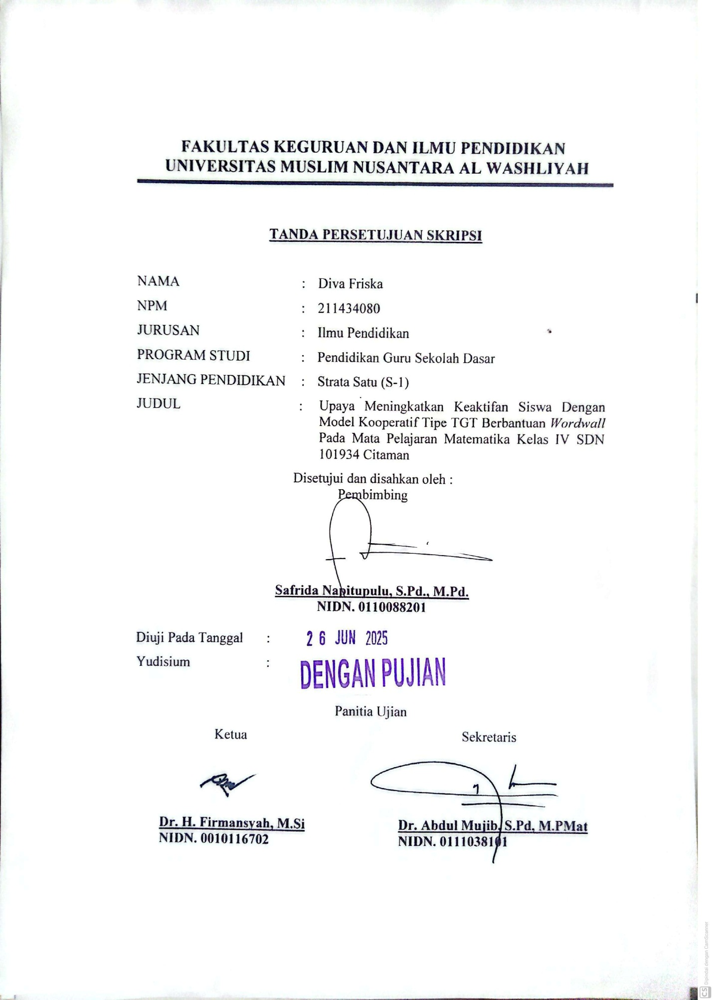 FAKULTAS KEGURUAN DAN ILMU PENDIDIKAN
UNIVERSITAS MUSLIM NUSANTARA AL WASHLIYAH
TANDA PERSETUJUAN SKRIPSI
NAMA : Diva Friska
NPM : 211434080
JURUSAN : Ilmu Pendidikan
PROGRAM STUDI : Pendidikan Guru Sekolah Dasar
JENJANG PENDIDIKAN : Strata Satu (S-1)
JUDUL : Upaya Meningkatkan Keaktifan Siswa Dengan
Model Kooperatif Tipe TGT Berbantuan Wordwall
Pada Mata Pelajaran Matematika Kelas IV SDN
101934 Citaman
Disetujui dan disahkan oleh :
Pembimbing
Safrida Napitupulu, S.Pd., M.Pd.
NIDN. 0110088201
Diuji Pada Tanggal : 26 JUN 2025
Yudisium : DENGAN PUJIAN
Panitia Ujian
Ketua Sekretaris
Dr. H. Firmansyah, M.Si Dr. Abdul Mujib, S.Pd, M.PMat
NIDN. 0010116702 NIDN. 0111038101
CS Dipindai dengan CamScanner